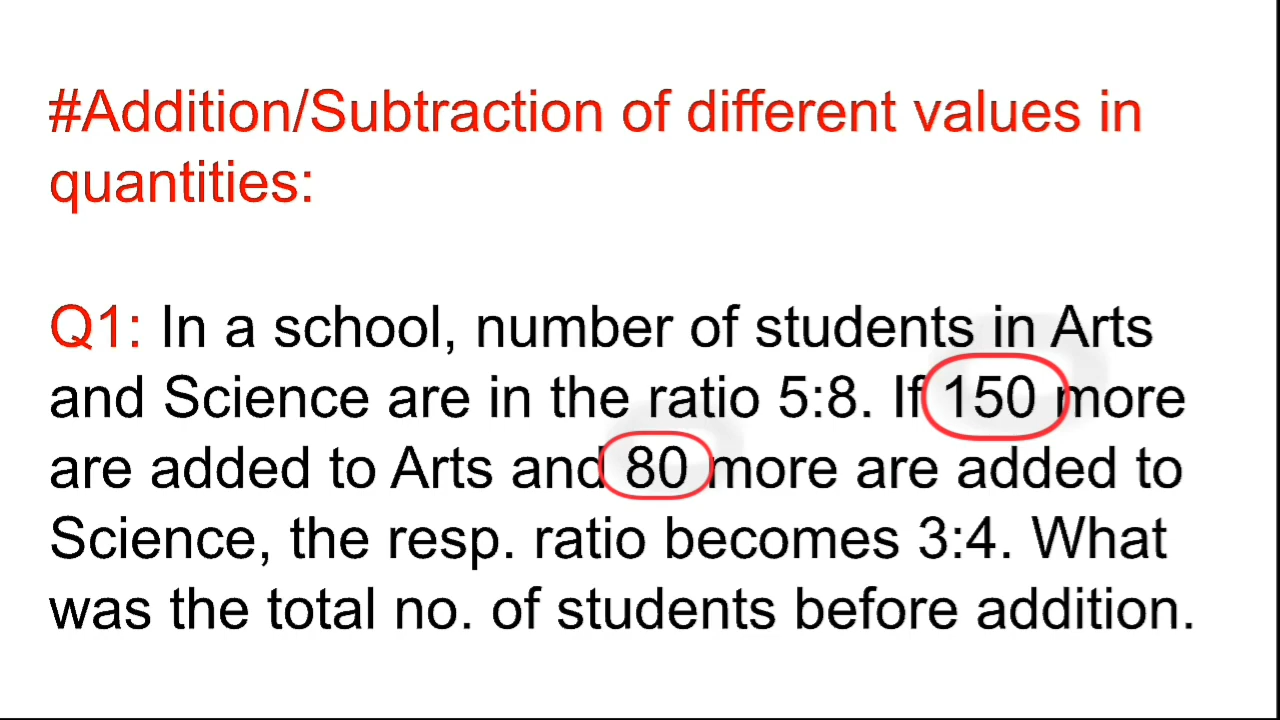 #Addition/Subtraction of different values in
quantities:
Q1: In a school, number of students in Arts
and Science are in the ratio 5:8. If 150 more
are added to Arts and 80 more are added to
Science, the resp. ratio becomes 3:4. What
was the total no. of students before addition.